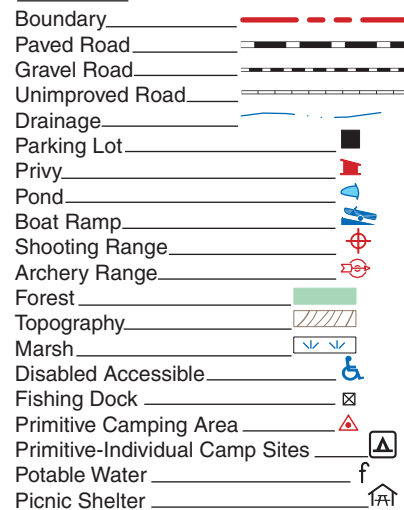 Boundary
Paved Road
Gravel Road
Unimproved Road
Drainage
Parking Lot
Privy
Pond
Boat Ramp
Shooting Range
Archery Range
Forest
Topography
Marsh
Disabled Accessible
Fishing Dock
Primitive Camping Area
Primitive-Individual Camp Sites
Potable Water f
Picnic Shelter